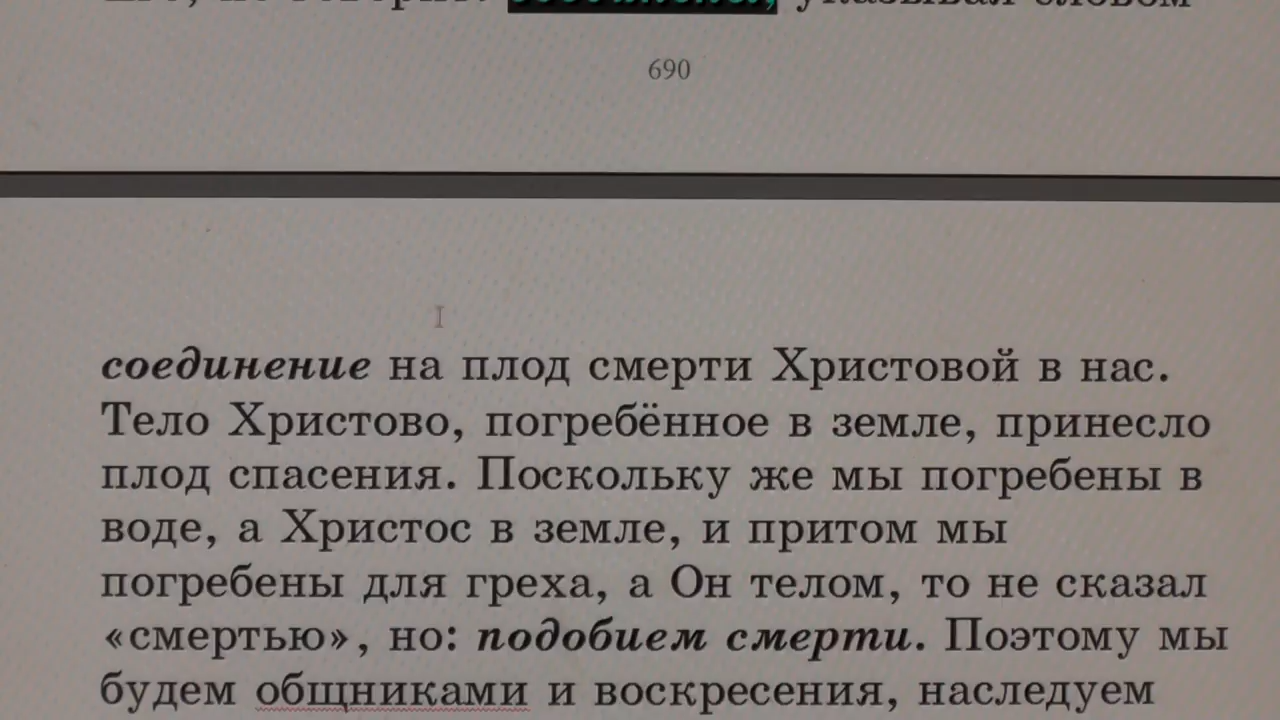 указывая словом
690
соединение на плод смерти Христовой в нас.
Тело Христово, погребённое в земле, принесло
плод спасения. Поскольку же мы погребены в
воде, а Христос в земле, и притом мы
погребены для греха, а Он телом, то не сказал
«смертью», но: подобием смерти. Поэтому мы
будем общниками и воскресения, наследуем